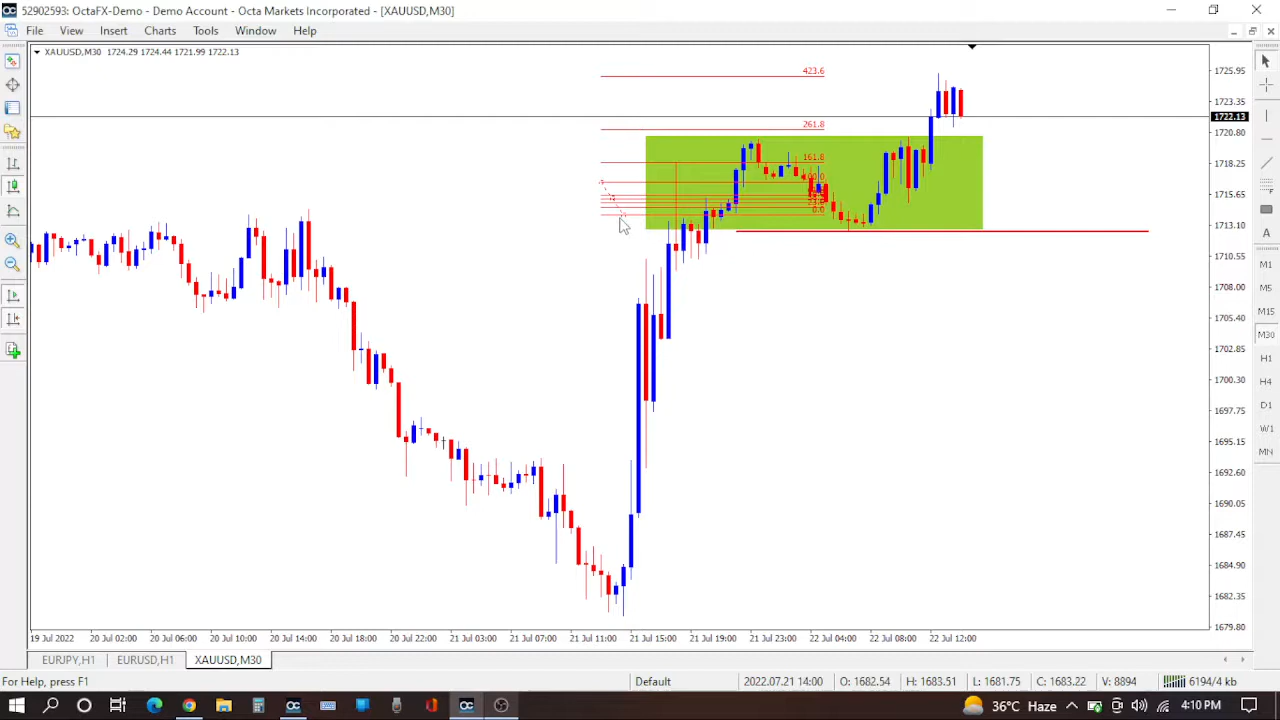 52902593: OctaFX-Demo - Demo Account - Octa Markets Incorporated - [XAUUSD,M30]
File View Insert Charts Tools Window Help
XAUUSD,M30 1724.29 1724.44 1721.99 1722.13
423.6
261.8
161.8
100.0
0.0
1725.95
1723.35
1722.13
1720.80
1718.25
1715.65
1713.10
1710.55
1708.00
1705.40
1702.85
1700.30
1697.75
1695.15
1692.60
1690.05
1687.45
1684.90
1682.35
1679.80
A
M1
M5
M15
M30
H1
H4
D1
W1
MN
19 Jul 2022 20 Jul 02:00 20 Jul 06:00 20 Jul 10:00 20 Jul 14:00 20 Jul 18:00 20 Jul 22:00 21 Jul 03:00 21 Jul 07:00 21 Jul 11:00 21 Jul 15:00 21 Jul 19:00 21 Jul 23:00 22 Jul 04:00 22 Jul 08:00 22 Jul 12:00
EURJPY,H1 EURUSD,H1 XAUUSD,M30
For Help, press F1 Default 2022.07.21 14:00 O: 1682.54 H: 1683.51 L: 1681.75 C: 1683.22 V: 8894 6194/4 kb
36°C Haze 4:10 PM